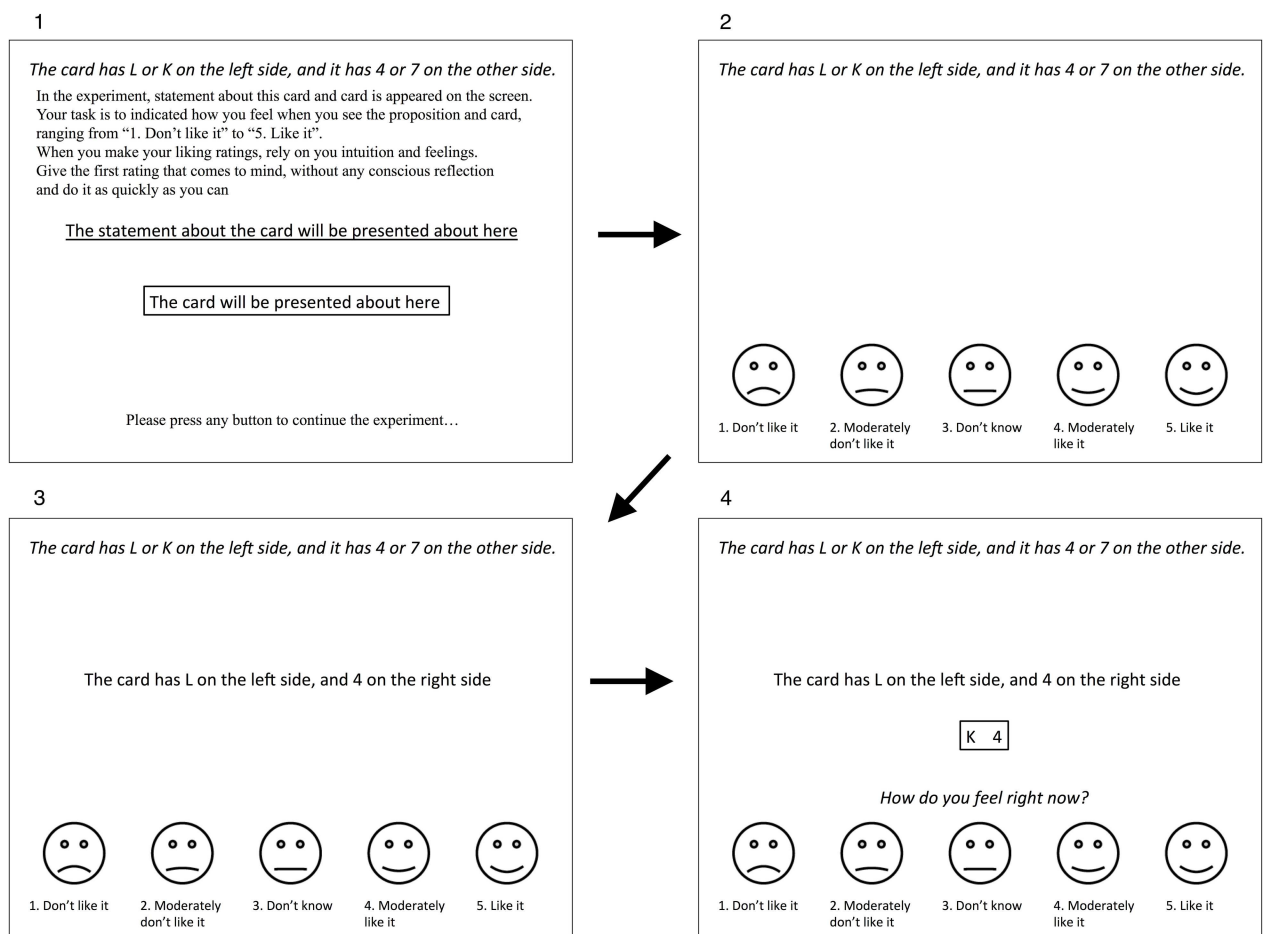 1
The card has L or K on the left side, and it has 4 or 7 on the other side.
In the experiment, statement about this card and card is appeared on the screen.
Your task is to indicated how you feel when you see the proposition and card,
ranging from “1. Don’t like it” to “5. Like it”.
When you make your liking ratings, rely on you intuition and feelings.
Give the first rating that comes to mind, without any conscious reflection
and do it as quickly as you can
The statement about the card will be presented about here
The card will be presented about here
Please press any button to continue the experiment…
2
The card has L or K on the left side, and it has 4 or 7 on the other side.
1. Don’t like it
2. Moderately
don’t like it
3. Don’t know
4. Moderately
like it
5. Like it
3
The card has L or K on the left side, and it has 4 or 7 on the other side.
The card has L on the left side, and 4 on the right side
1. Don’t like it
2. Moderately
don’t like it
3. Don’t know
4. Moderately
like it
5. Like it
4
The card has L or K on the left side, and it has 4 or 7 on the other side.
The card has L on the left side, and 4 on the right side
K 4
How do you feel right now?
1. Don’t like it
2. Moderately
don’t like it
3. Don’t know
4. Moderately
like it
5. Like it